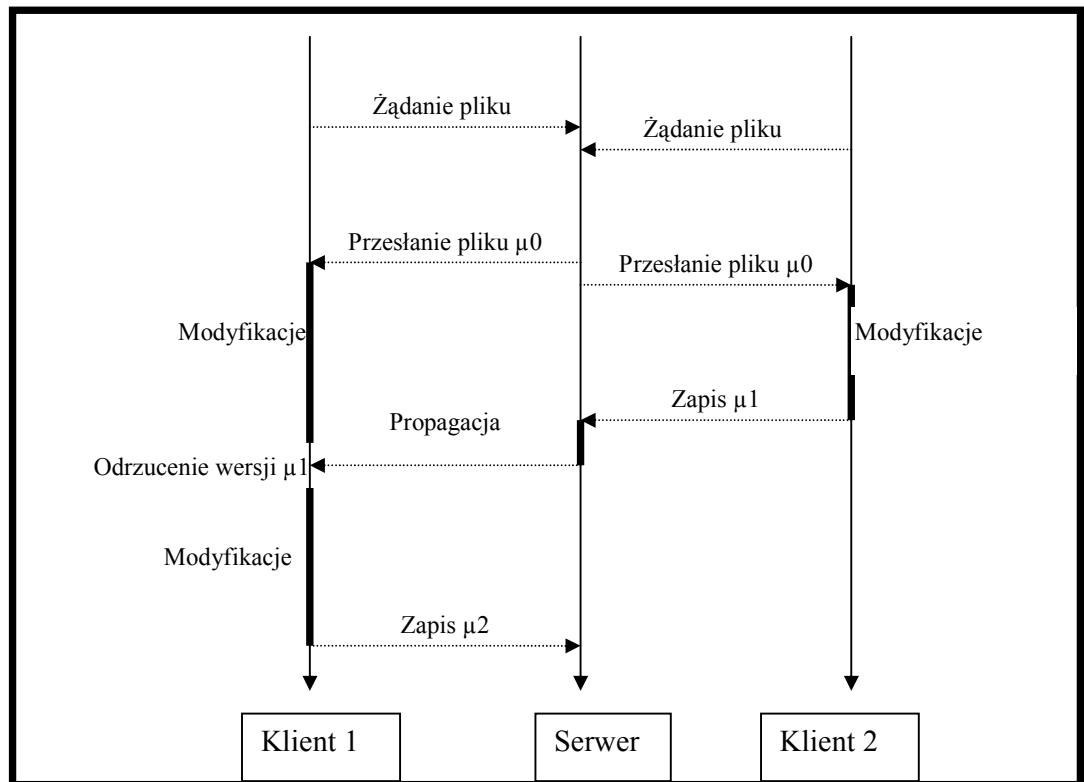 Żądanie pliku
Żądanie pliku
Przesłanie pliku µ0
Przesłanie pliku µ0
Modyfikacje
Modyfikacje
Zapis µ1
Propagacja
Odrzucenie wersji µ1
Modyfikacje
Zapis µ2
Klient 1
Serwer
Klient 2